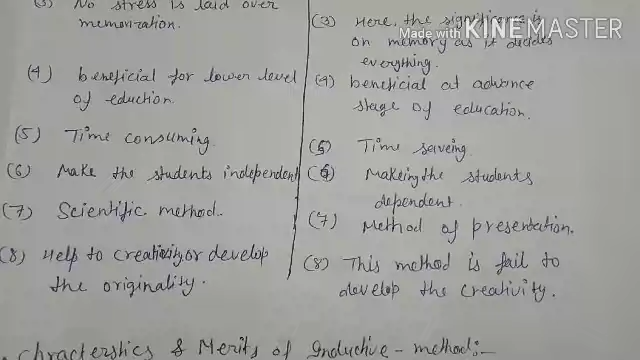 (3) No stress is laid over
memorization.
(4) beneficial for lower level
of eduction.
(5) Time consuming.
(6) Make the students independent
(7) Scientific method.
(8) Help to creativity or develop
the originality.
Made with KINEMASTER
(3) Here, the significance is
on memory as it decides
everything.
(4) beneficial at advance
stage of education.
(5) Time saveing.
(6) Makeing the students
dependent.
(7) Method of presentation.
(8) This method is fail to
develop the creativity.
Chracterstics & Merits of Inductive-method:-